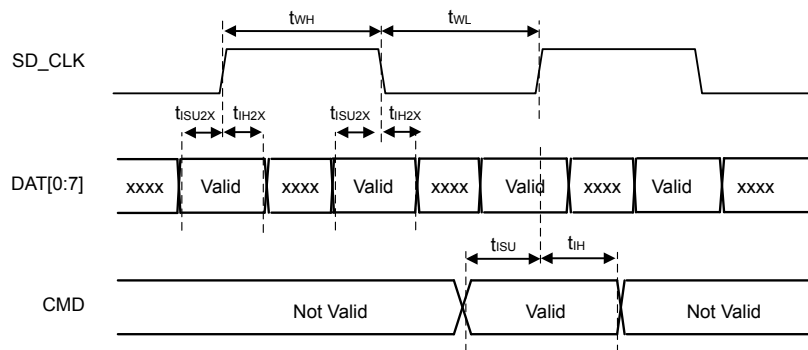 tWH tWL
SD_CLK
tISU2X tIH2X tISU2X tIH2X
DAT[0:7] xxxx Valid xxxx Valid xxxx Valid xxxx Valid xxxx
tISU tIH
CMD Not Valid Valid Not Valid